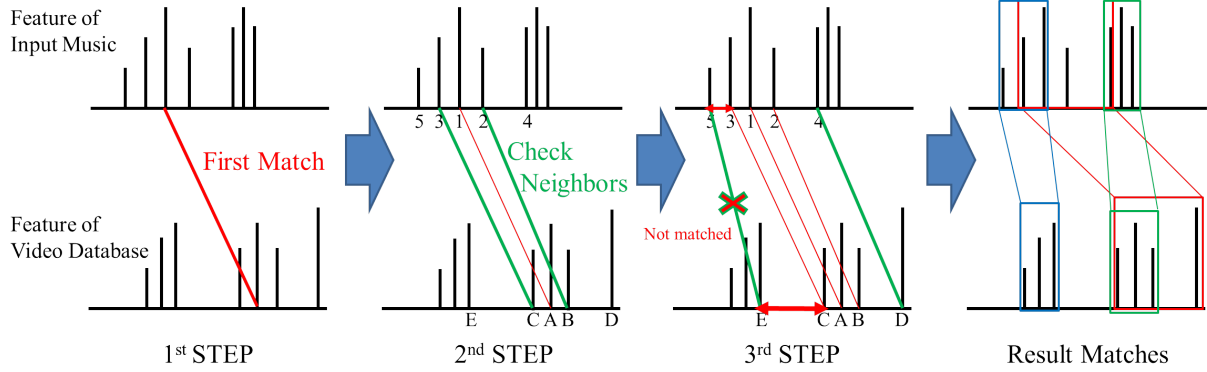 Feature of
Input Music
First Match
Feature of
Video Database
1st STEP
5 3 1 2 4
Check
Neighbors
E C A B D
2nd STEP
5 3 1 2 4
Not matched
E C A B D
3rd STEP
Result Matches